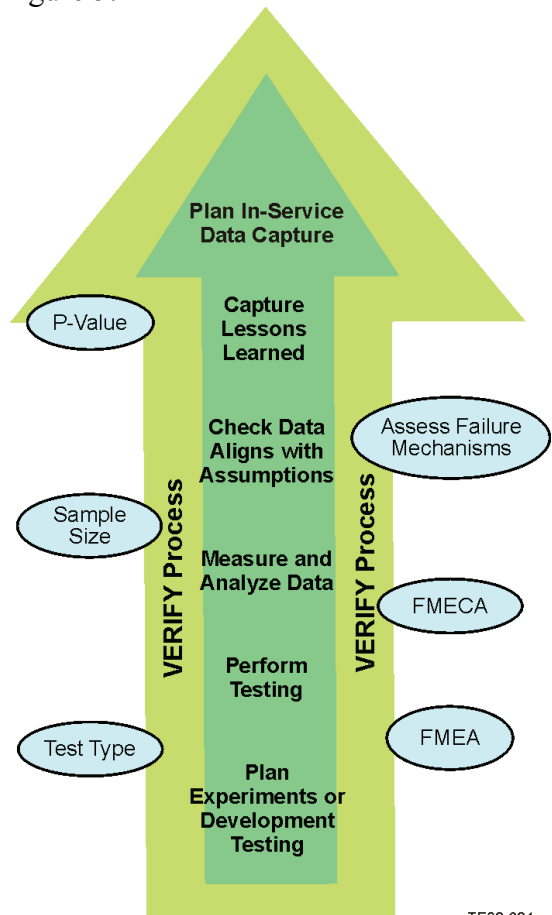 Plan In-Service
Data Capture
Capture
Lessons
Learned
P-Value
Check Data
Aligns with
Assumptions
Assess Failure
Mechanisms
Sample
Size
VERIFY Process
VERIFY Process
Measure and
Analyze Data
FMECA
Perform
Testing
Test Type
FMEA
Plan
Experiments or
Development
Testing